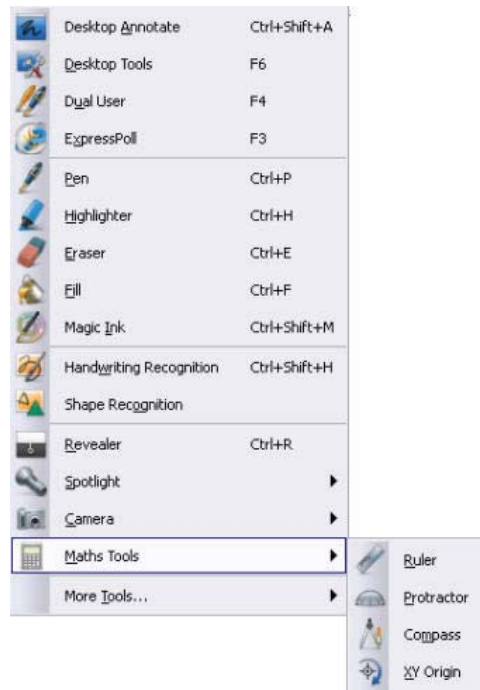 Desktop Annotate Ctrl+Shift+A
Desktop Tools F6
Dual User F4
ExpressPoll F3
Pen Ctrl+P
Highlighter Ctrl+H
Eraser Ctrl+E
Fill Ctrl+F
Magic Ink Ctrl+Shift+M
Handwriting Recognition Ctrl+Shift+H
Shape Recognition
Revealer Ctrl+R
Spotlight
Camera
Maths Tools
Ruler
More Tools...
Protractor
Compass
XY Origin